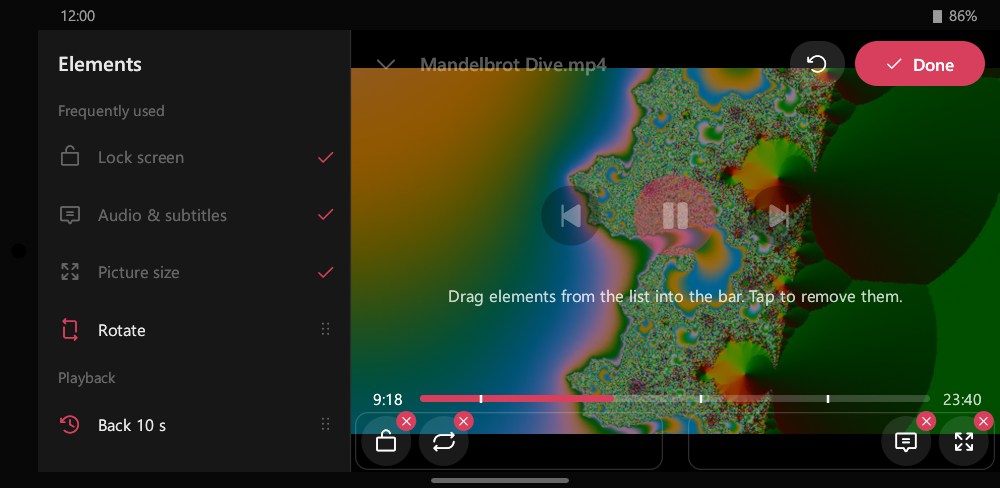 12:00
86%
Elements
Mandelbrot Dive.mp4
Done
Frequently used
Lock screen
Audio & subtitles
Picture size
Rotate
Drag elements from the list into the bar. Tap to remove them.
Playback
9:18
23:40
Back 10 s